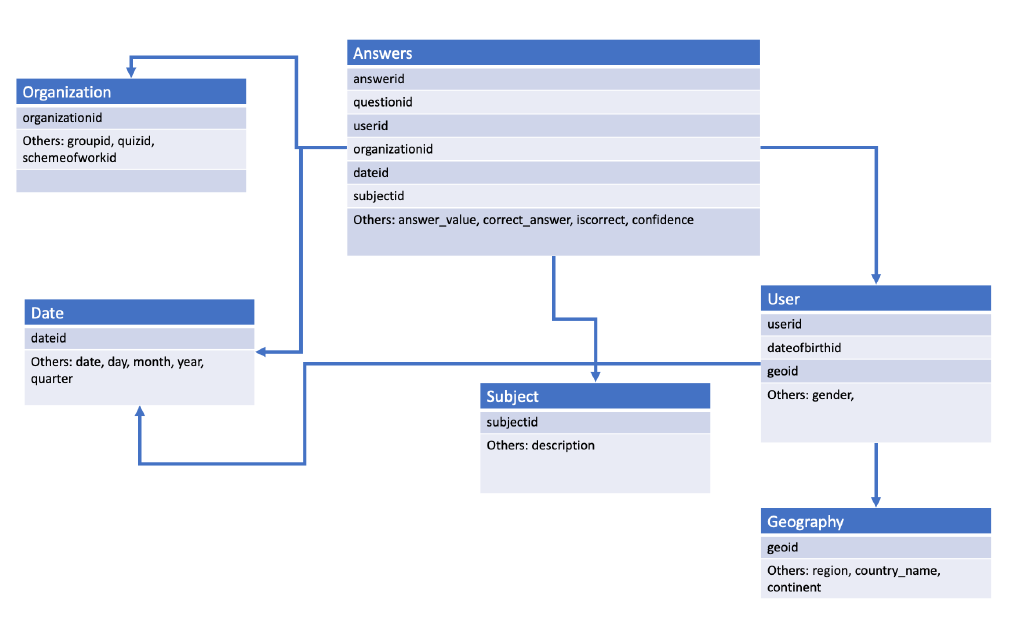 Answers
answerid
questionid
userid
organizationid
dateid
subjectid
Others: answer_value, correct_answer, iscorrect, confidence
Organization
organizationid
Others: groupid, quizid,
schemeofworkid
Date
dateid
Others: date, day, month, year,
quarter
User
userid
dateofbirthid
geoid
Others: gender,
Subject
subjectid
Others: description
Geography
geoid
Others: region, country_name,
continent